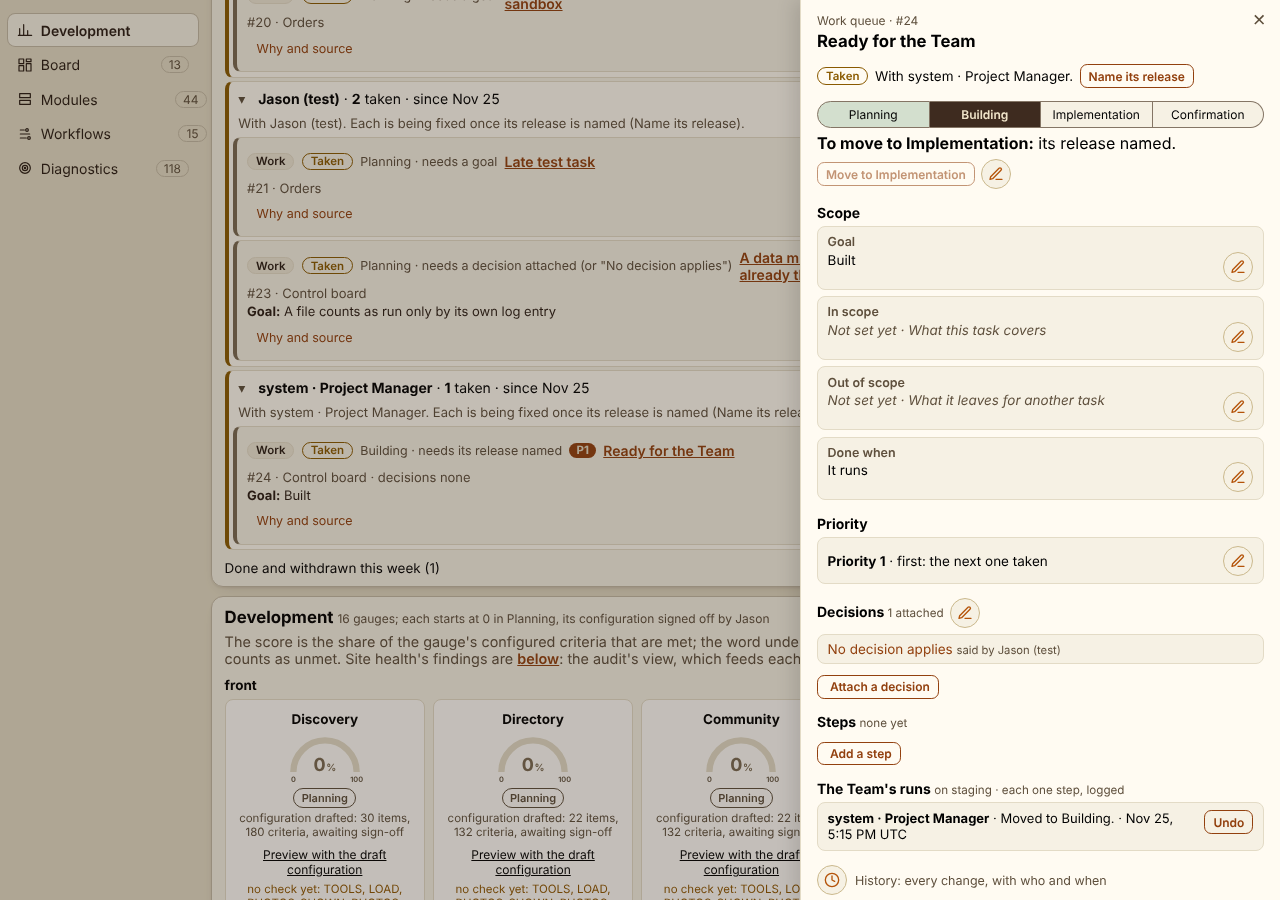 Development
Board 13
Modules 44
Workflows 15
Diagnostics 118
sandbox
#20 · Orders
Why and source
▼ Jason (test) · 2 taken · since Nov 25
With Jason (test). Each is being fixed once its release is named (Name its release).
Work Taken Planning · needs a goal Late test task
#21 · Orders
Why and source
Work Taken Planning · needs a decision attached (or "No decision applies") A data m
already t
#23 · Control board
Goal: A file counts as run only by its own log entry
Why and source
▼ system · Project Manager · 1 taken · since Nov 25
With system · Project Manager. Each is being fixed once its release is named (Name its relea
Work Taken Building · needs its release named P1 Ready for the Team
#24 · Control board · decisions none
Goal: Built
Why and source
Done and withdrawn this week (1)
Development 16 gauges; each starts at 0 in Planning, its configuration signed off by Jason
The score is the share of the gauge's configured criteria that are met; the word unde
counts as unmet. Site health's findings are below: the audit's view, which feeds each
front
Discovery
0%
0 100
Planning
configuration drafted: 30 items,
180 criteria, awaiting sign-off
Preview with the draft
configuration
no check yet: TOOLS, LOAD,
Directory
0%
0 100
Planning
configuration drafted: 22 items,
132 criteria, awaiting sign-off
Preview with the draft
configuration
no check yet: TOOLS, LOAD,
Community
0%
0 100
Planning
configuration drafted: 22 it
132 criteria, awaiting sign
Preview with the dra
configuration
no check yet: TOOLS, LO
Work queue · #24
Ready for the Team
Taken With system · Project Manager. Name its release
Planning Building Implementation Confirmation
To move to Implementation: its release named.
Move to Implementation
Scope
Goal
Built
In scope
Not set yet · What this task covers
Out of scope
Not set yet · What it leaves for another task
Done when
It runs
Priority
Priority 1 · first: the next one taken
Decisions 1 attached
No decision applies said by Jason (test)
Attach a decision
Steps none yet
Add a step
The Team's runs on staging · each one step, logged
system · Project Manager · Moved to Building. · Nov 25,
5:15 PM UTC
Undo
History: every change, with who and when